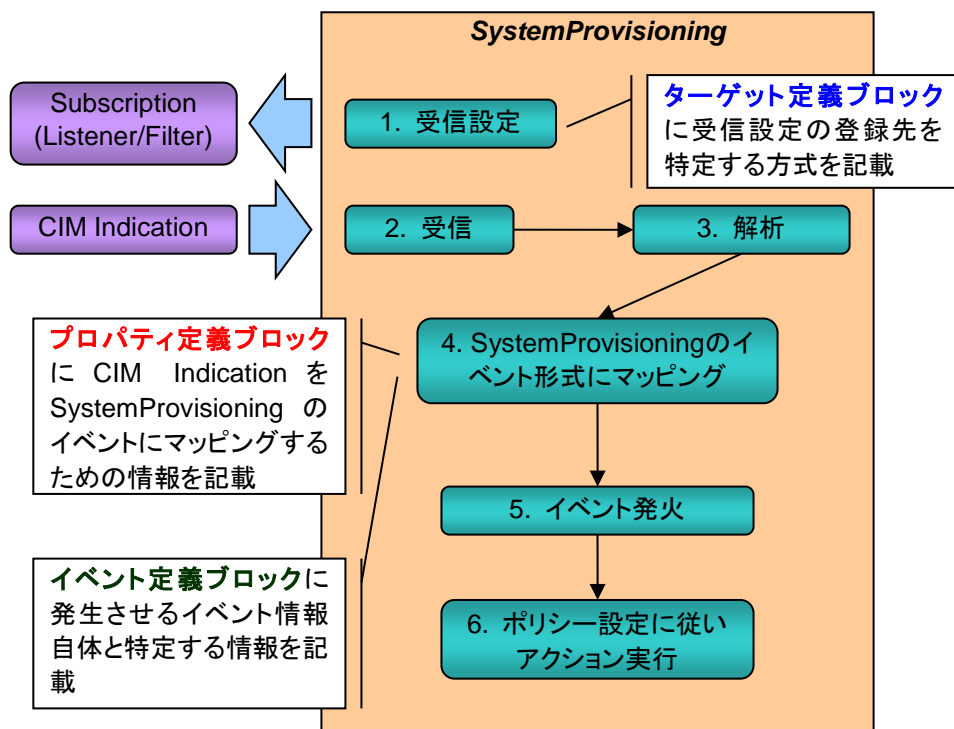 SystemProvisioning
Subscription
(Listener/Filter)
1. 受信設定
ターゲット定義ブロック
に受信設定の登録先を
特定する方式を記載
CIM Indication
2. 受信
3. 解析
プロパティ定義ブロック
に CIM Indication を
SystemProvisioning の
イベントにマッピングする
ための情報を記載
4. SystemProvisioningのイ
ベント形式にマッピング
5. イベント発火
イベント定義ブロックに
発生させるイベント情報
自体と特定する情報を記
載
6. ポリシー設定に従い
アクション実行